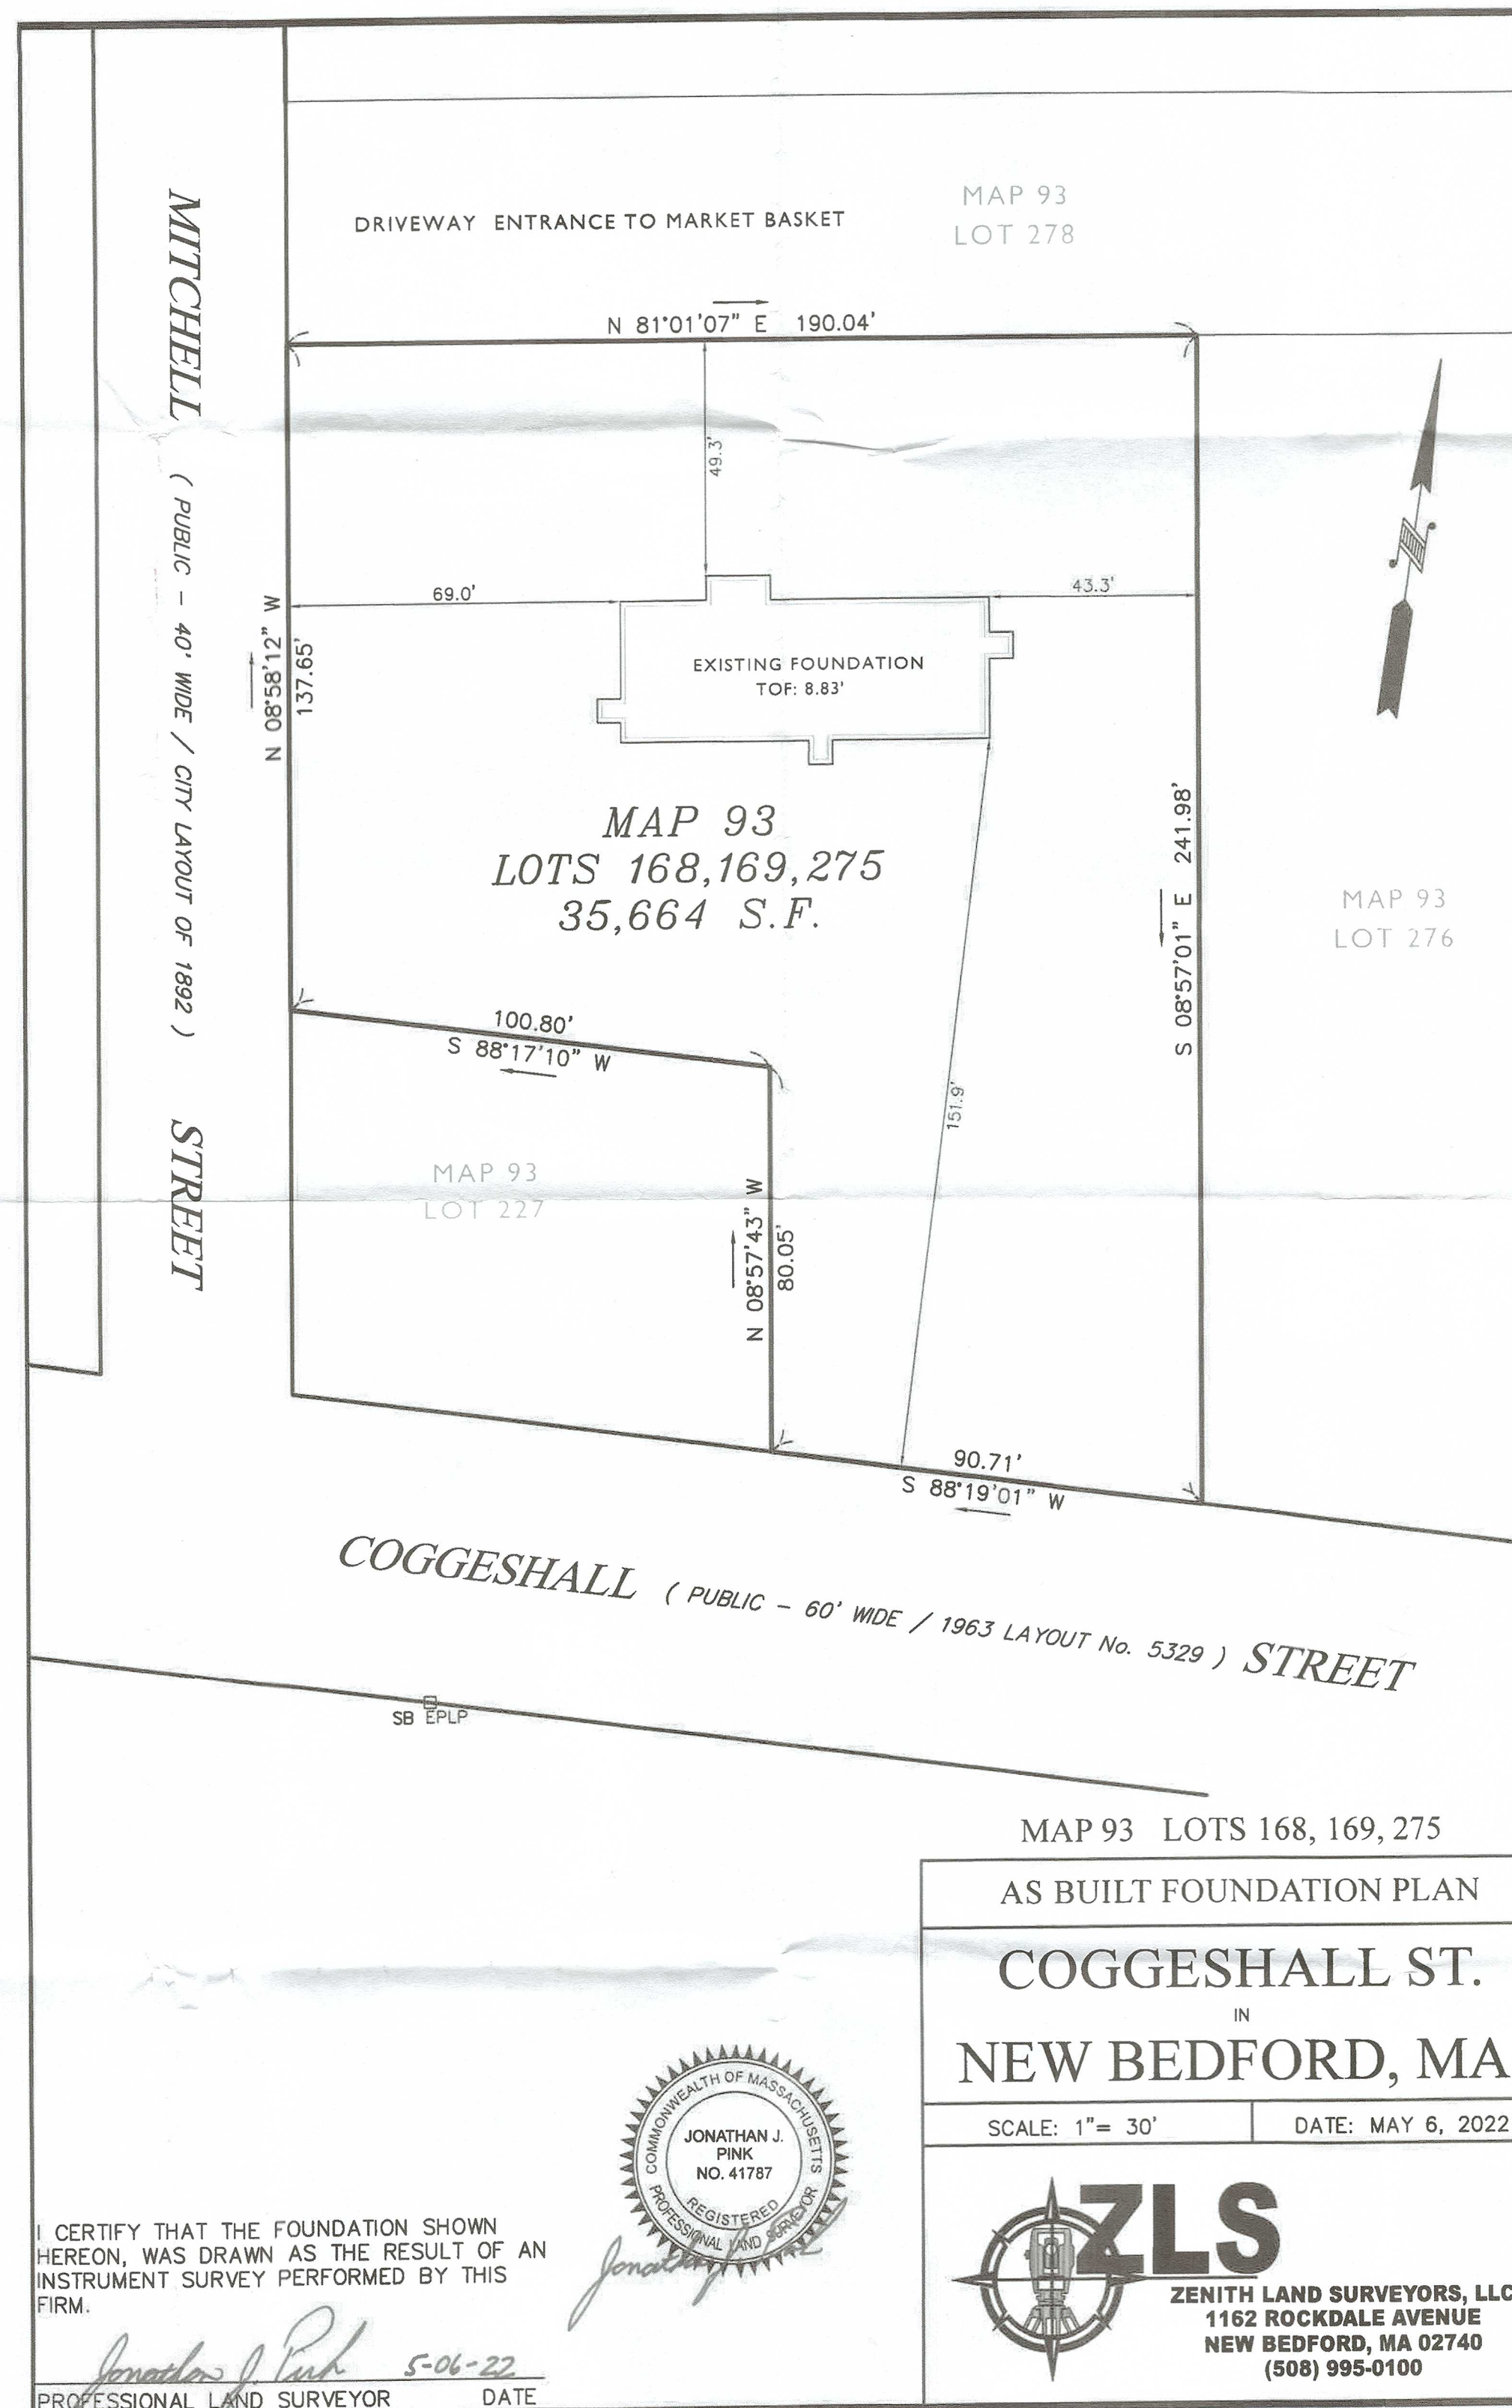 DRIVEWAY ENTRANCE TO MARKET BASKET
MAP 93
LOT 278
MITCHELL ( PUBLIC - 40' WIDE / CITY LAYOUT OF 1892 ) STREET
N 81°01'07" E 190.04'
49.3'
69.0'
43.3'
N 08°58'12" W
137.65'
EXISTING FOUNDATION
TOF: 8.83'
MAP 93
LOTS 168,169,275
35,664 S.F.
S 08°57'01" E 241.98'
MAP 93
LOT 276
100.80'
S 88°17'10" W
151.9'
MAP 93
LOT 227
N 08°57'43" W
80.05'
90.71'
S 88°19'01" W
COGGESHALL ( PUBLIC - 60' WIDE / 1963 LAYOUT No. 5329 ) STREET
SB EPLP
MAP 93 LOTS 168, 169, 275
AS BUILT FOUNDATION PLAN
COGGESHALL ST.
IN
NEW BEDFORD, MA
SCALE: 1"= 30'
DATE: MAY 6, 2022
COMMONWEALTH OF MASSACHUSETTS
JONATHAN J.
PINK
NO. 41787
REGISTERED
PROFESSIONAL LAND SURVEYOR
I CERTIFY THAT THE FOUNDATION SHOWN
HEREON, WAS DRAWN AS THE RESULT OF AN
INSTRUMENT SURVEY PERFORMED BY THIS
FIRM.
Jonathan J. Pink 5-06-22
PROFESSIONAL LAND SURVEYOR DATE
ZLS
ZENITH LAND SURVEYORS, LLC
1162 ROCKDALE AVENUE
NEW BEDFORD, MA 02740
(508) 995-0100